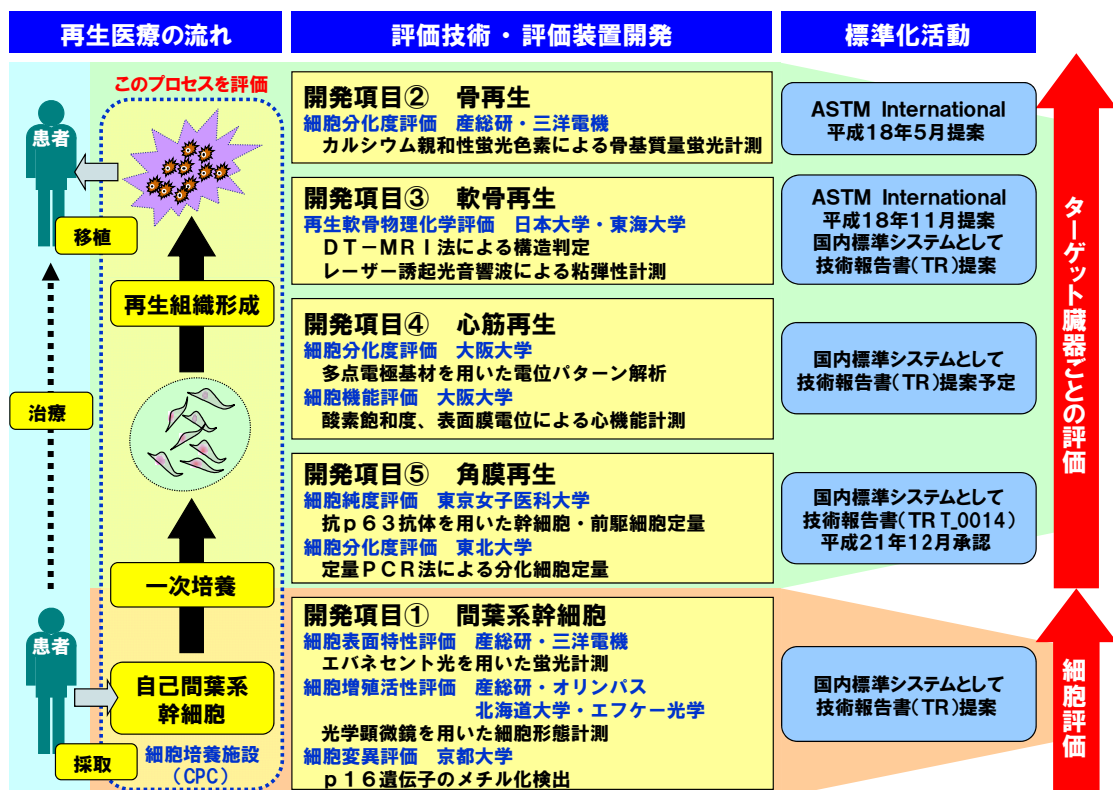 再生医療の流れ
評価技術・評価装置開発
標準化活動
このプロセスを評価
患者
移植
再生組織形成
治療
一次培養
患者
自己間葉系
幹細胞
採取
細胞培養施設
(CPC)
開発項目② 骨再生
細胞分化度評価 産総研・三洋電機
カルシウム親和性蛍光色素による骨基質量蛍光計測
開発項目③ 軟骨再生
再生軟骨物理化学評価 日本大学・東海大学
DT-MRI法による構造判定
レーザー誘起光音響波による粘弾性計測
開発項目④ 心筋再生
細胞分化度評価 大阪大学
多点電極基材を用いた電位パターン解析
細胞機能評価 大阪大学
酸素飽和度、表面膜電位による心機能計測
開発項目⑤ 角膜再生
細胞純度評価 東京女子医科大学
抗p63抗体を用いた幹細胞・前駆細胞定量
細胞分化度評価 東北大学
定量PCR法による分化細胞定量
開発項目① 間葉系幹細胞
細胞表面特性評価 産総研・三洋電機
エバネセント光を用いた蛍光計測
細胞増殖活性評価 産総研・オリンパス
北海道大学・エフケー光学
光学顕微鏡を用いた細胞形態計測
細胞変異評価 京都大学
p16遺伝子のメチル化検出
ASTM International
平成18年5月提案
ASTM International
平成18年11月提案
国内標準システムとして
技術報告書(TR)提案
国内標準システムとして
技術報告書(TR)提案予定
国内標準システムとして
技術報告書(TR T_0014)
平成21年12月承認
国内標準システムとして
技術報告書(TR)提案
ターゲット臓器ごとの評価
細胞評価